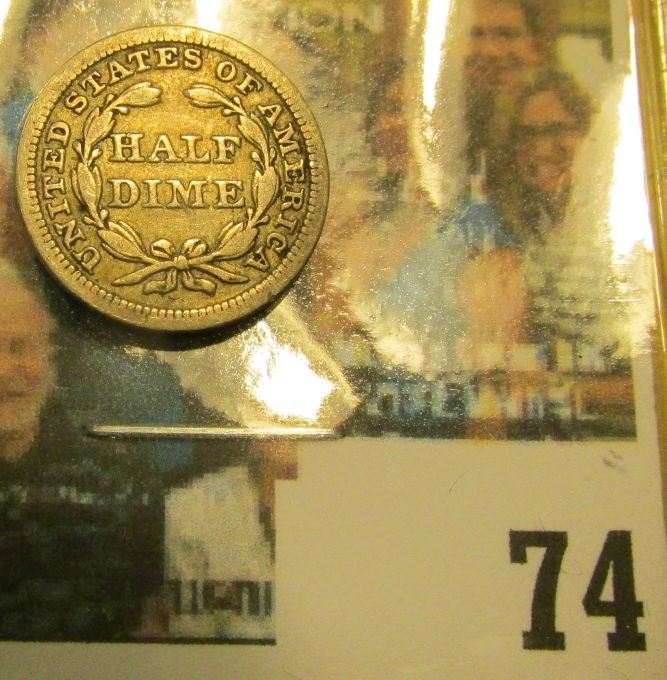 UNITED STATES OF AMERICA
HALF
DIME
74